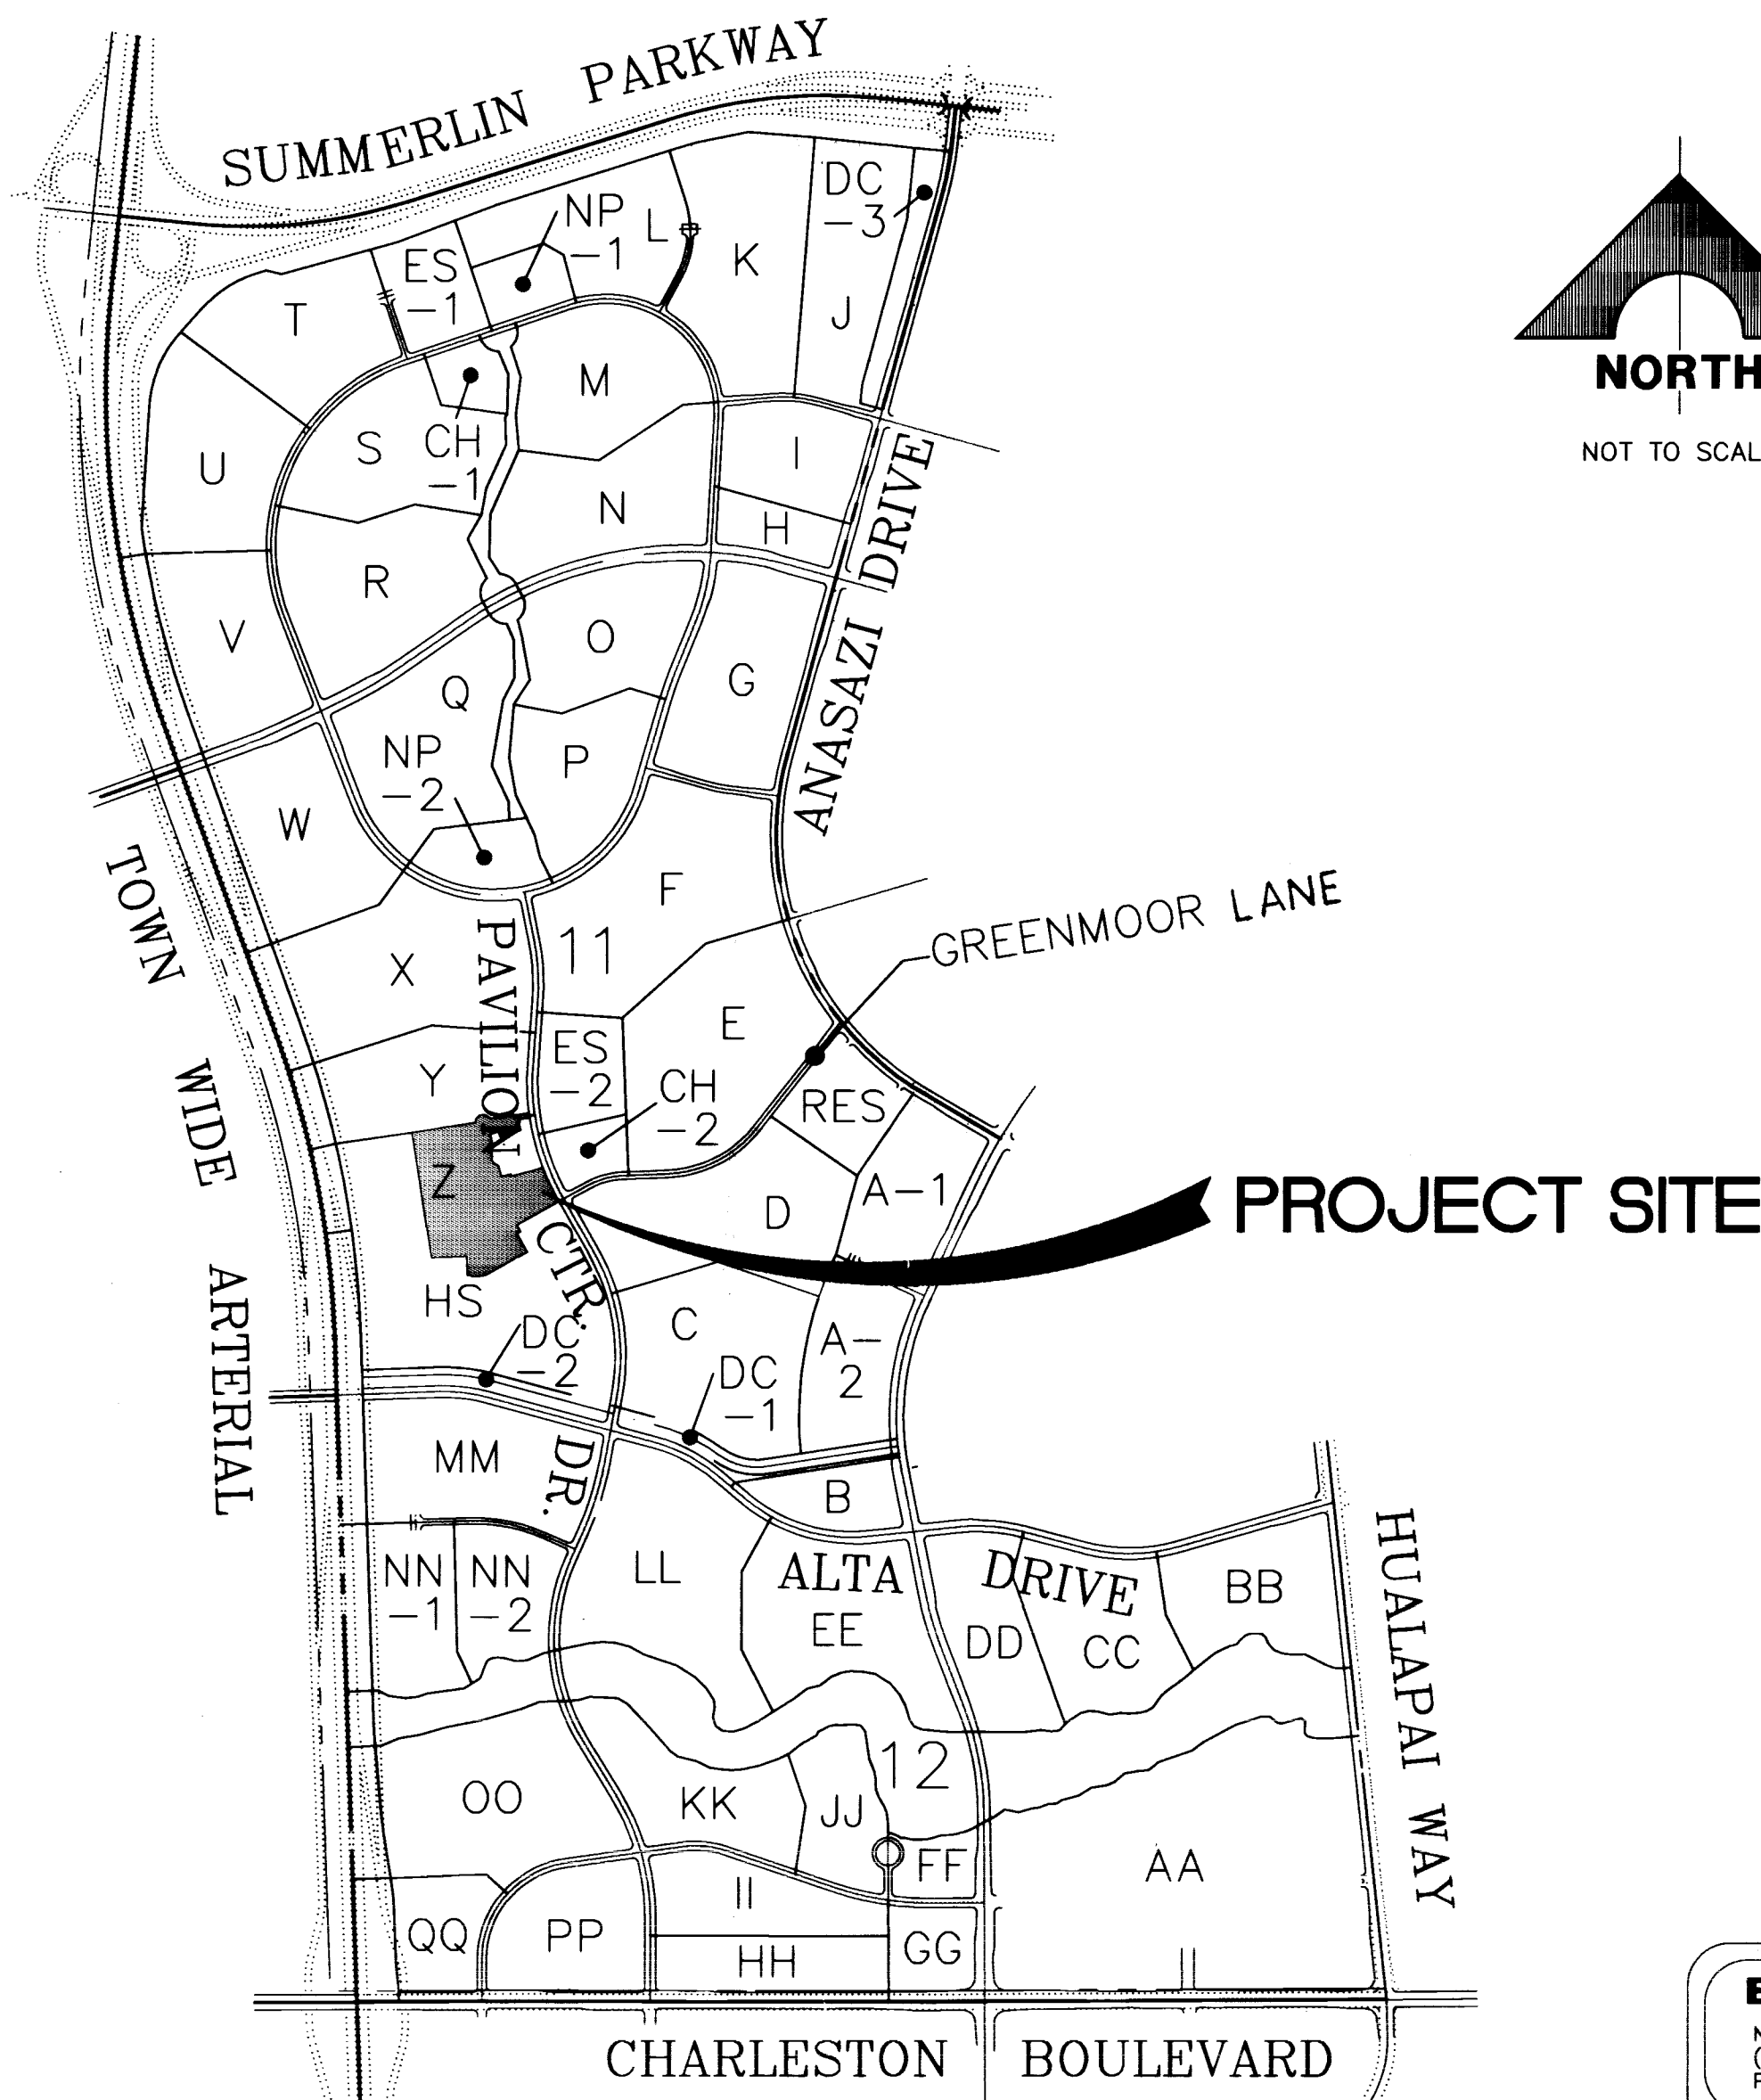 SUMMERLIN PARKWAY
DC
-3
NP
-1
L
K
ES
-1
T
J
NORTH
NOT TO SCAL
M
CH
-1
S
U
I
N
H
ANASAZI DRIVE
R
V
O
G
Q
P
NP
-2
W
F
TOWN WIDE ARTERIAL
GREENMOOR LANE
PAVILION CTR. DR.
11
X
E
ES
-2
Y
CH
-2
RES
Z
A-1
D
PROJECT SITE
HS
C
DC
-2
A-
2
DC
-1
MM
B
HUALAPAI WAY
NN
-1
NN
-2
LL
ALTA DRIVE
BB
EE
DD
CC
12
OO
KK
JJ
FF
AA
II
QQ
PP
HH
GG
CHARLESTON BOULEVARD